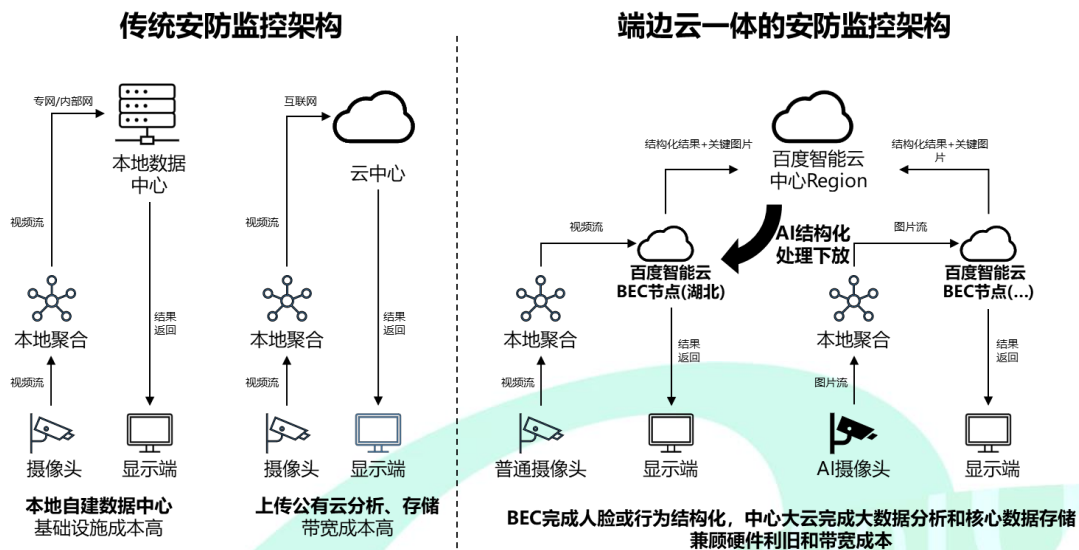 传统安防监控架构
专网/内部网
本地数据
中心
视频流
本地聚合
视频流
摄像头
结果
返回
显示端
本地自建数据中心
基础设施成本高
互联网
云中心
视频流
本地聚合
视频流
摄像头
结果
返回
显示端
上传公有云分析、存储
带宽成本高
端边云一体的安防监控架构
结构化结果+关键图片
百度智能云
中心Region
结构化结果+关键图
片
AI结构化
处理下放
视频流
百度智能云
BEC节点(湖北)
本地聚合
视频流
普通摄像头
结果
返回
显示端
图片流
百度智能云
BEC节点(...)
本地聚合
图片流
AI摄像头
结果
返回
显示端
BEC完成人脸或行为结构化，中心大云完成大数据分析和核心数据存储
兼顾硬件利旧和带宽成本